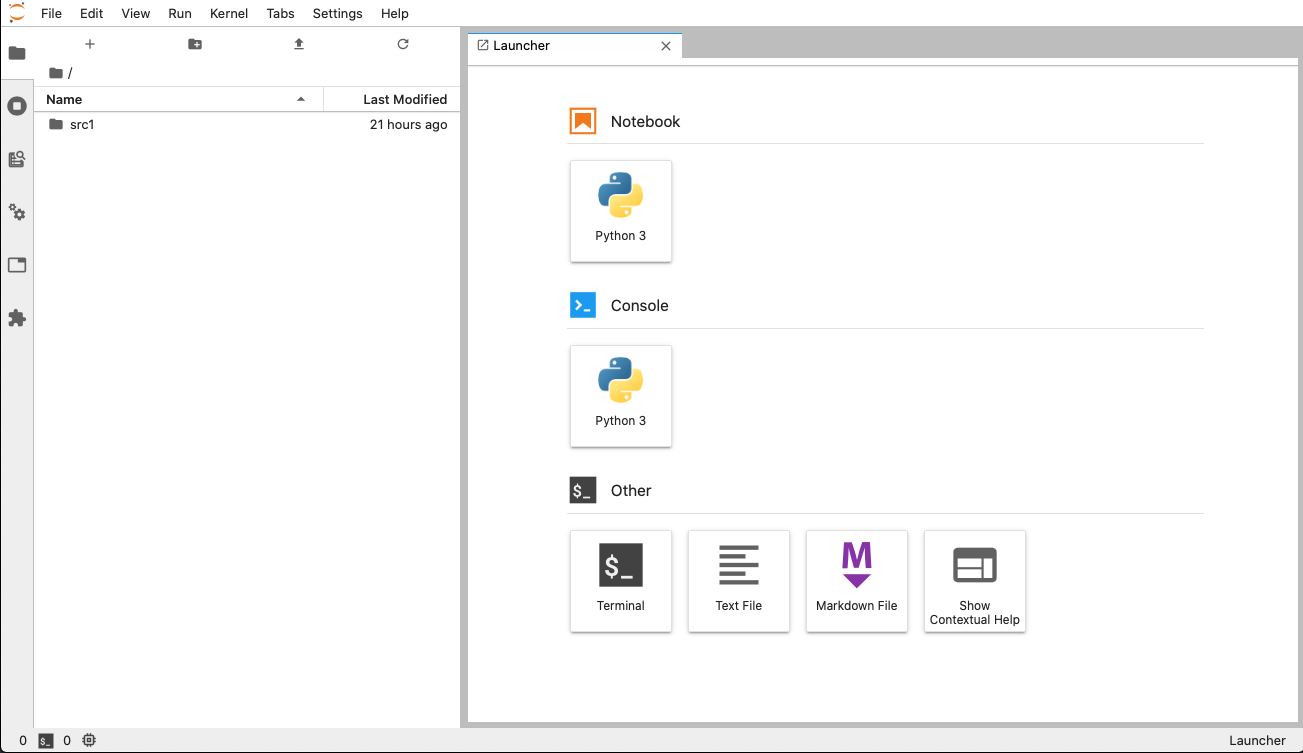 File Edit View Run Kernel Tabs Settings Help
Launcher
/
Name Last Modified
src1 21 hours ago
Notebook
Python 3
Console
Python 3
$_ Other
$_
Terminal Text File Markdown File Show
Contextual Help
0 $_ 0 Launcher